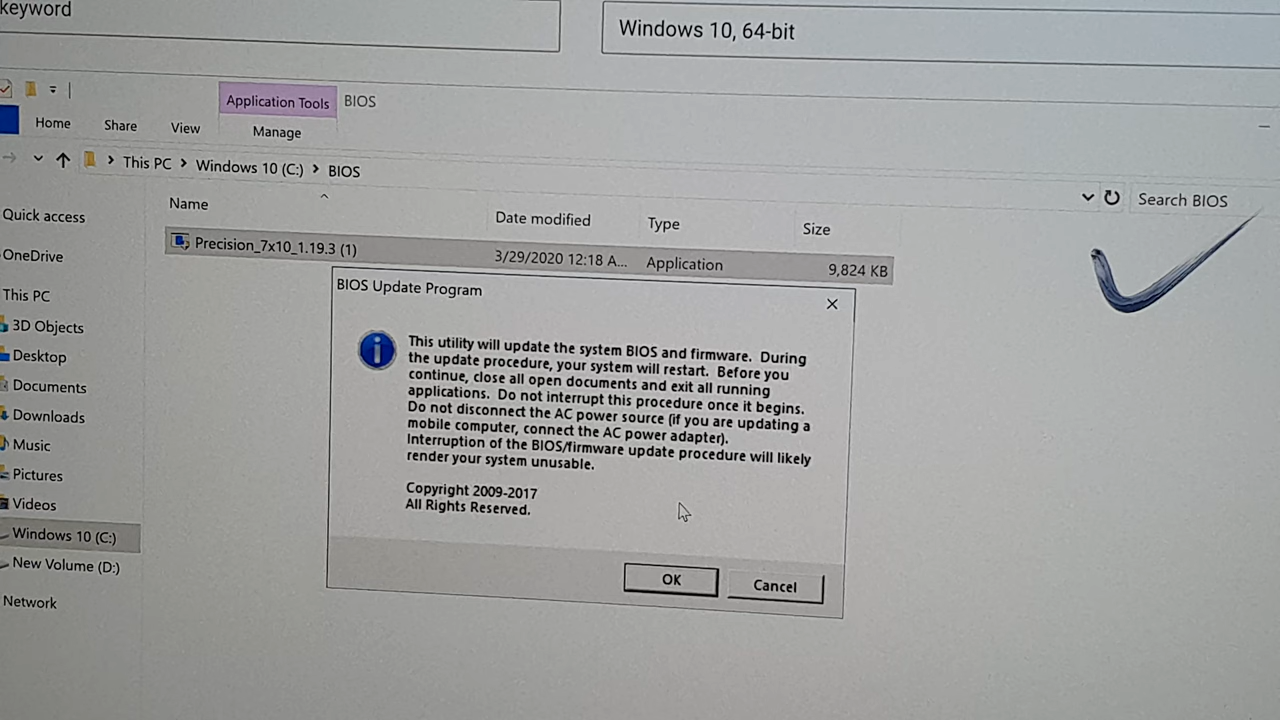 keyword
Windows 10, 64-bit
Application Tools
BIOS
Home
Share
View
Manage
This PC > Windows 10 (C:) > BIOS
Search BIOS
Name
Date modified
Type
Size
Precision_7x10_1.19.3 (1)
3/29/2020 12:18 A...
Application
9,824 KB
Quick access
OneDrive
This PC
3D Objects
Desktop
Documents
Downloads
Music
Pictures
Videos
Windows 10 (C:)
New Volume (D:)
Network
BIOS Update Program
This utility will update the system BIOS and firmware. During
the update procedure, your system will restart. Before you
continue, close all open documents and exit all running
applications. Do not interrupt this procedure once it begins.
Do not disconnect the AC power source (if you are updating a
mobile computer, connect the AC power adapter).
Interruption of the BIOS/firmware update procedure will likely
render your system unusable.
Copyright 2009-2017
All Rights Reserved.
OK
Cancel